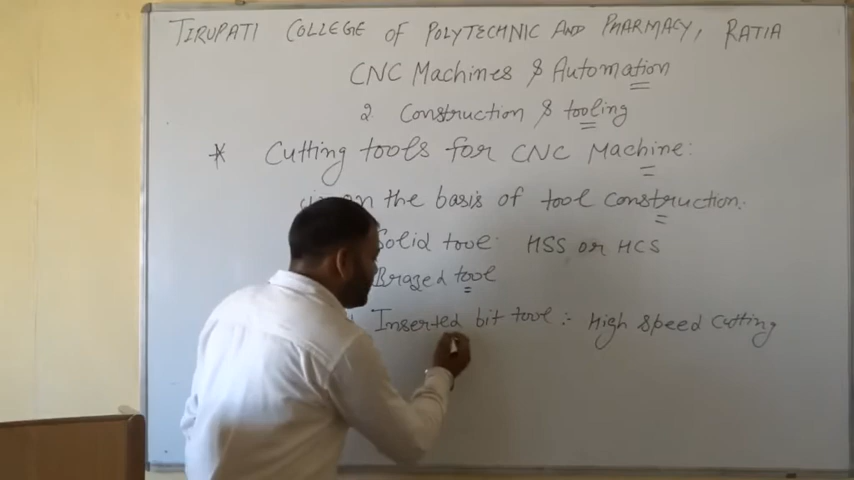 TIRUPATI COLLEGE OF POLYTECHNIC AND PHARMACY, RATIA
CNC Machines & Automation
2 Construction & tooling
* Cutting tools for CNC Machine:
on the basis of tool construction.
Solid tool: HSS or HCS
Brazed tool
Inserted bit tool :- High Speed Cutting